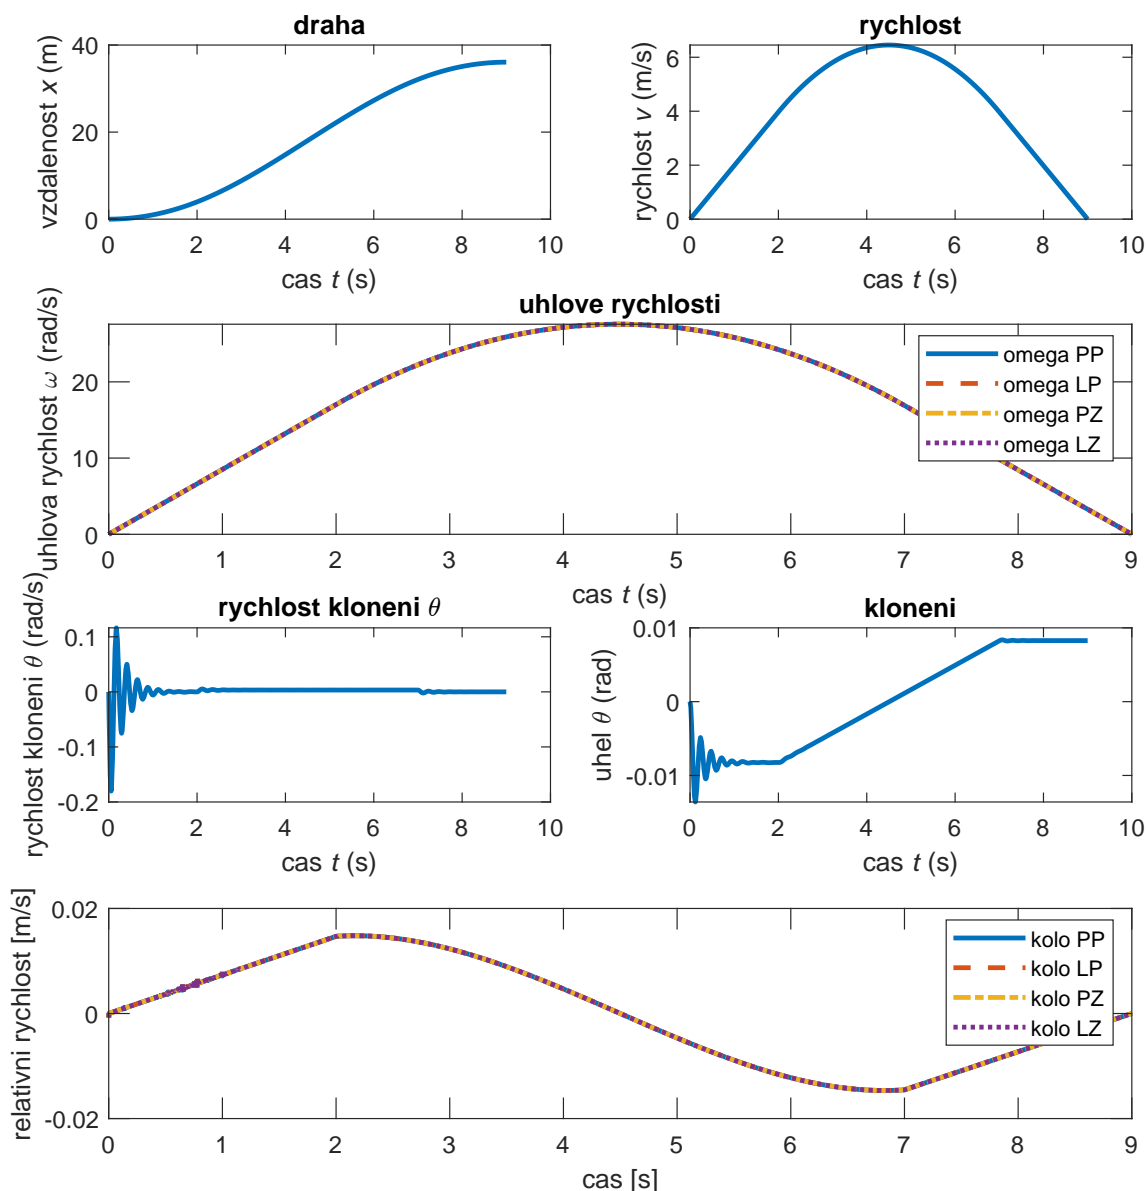 draha
vzdalenost x (m)
40
20
0
0 2 4 6 8 10
cas t (s)
rychlost
rychlost v (m/s)
6
4
2
0
0 2 4 6 8 10
cas t (s)
uhlove rychlosti
uhlova rychlost ω (rad/s)
20
10
0
0 1 2 3 4 5 6 7 8 9
cas t (s)
omega PP
omega LP
omega PZ
omega LZ
rychlost kloneni θ
rychlost kloneni θ (rad/s)
0.1
0
-0.1
-0.2
0 2 4 6 8 10
cas t (s)
kloneni
uhel θ (rad)
0.01
0
-0.01
0 2 4 6 8 10
cas t (s)
relativni rychlost [m/s]
0.02
0
-0.02
0 1 2 3 4 5 6 7 8 9
cas [s]
kolo PP
kolo LP
kolo PZ
kolo LZ